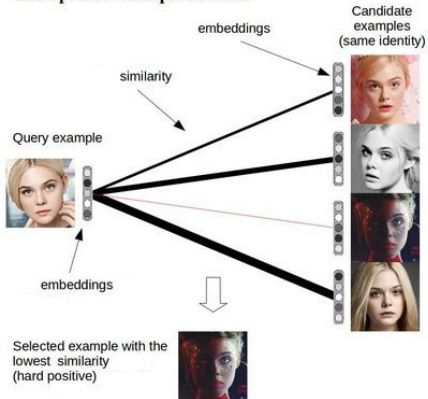 Candidate
examples
(same identity)
embeddings
similarity
Query example
embeddings
Selected example with the
lowest similarity
(hard positive)